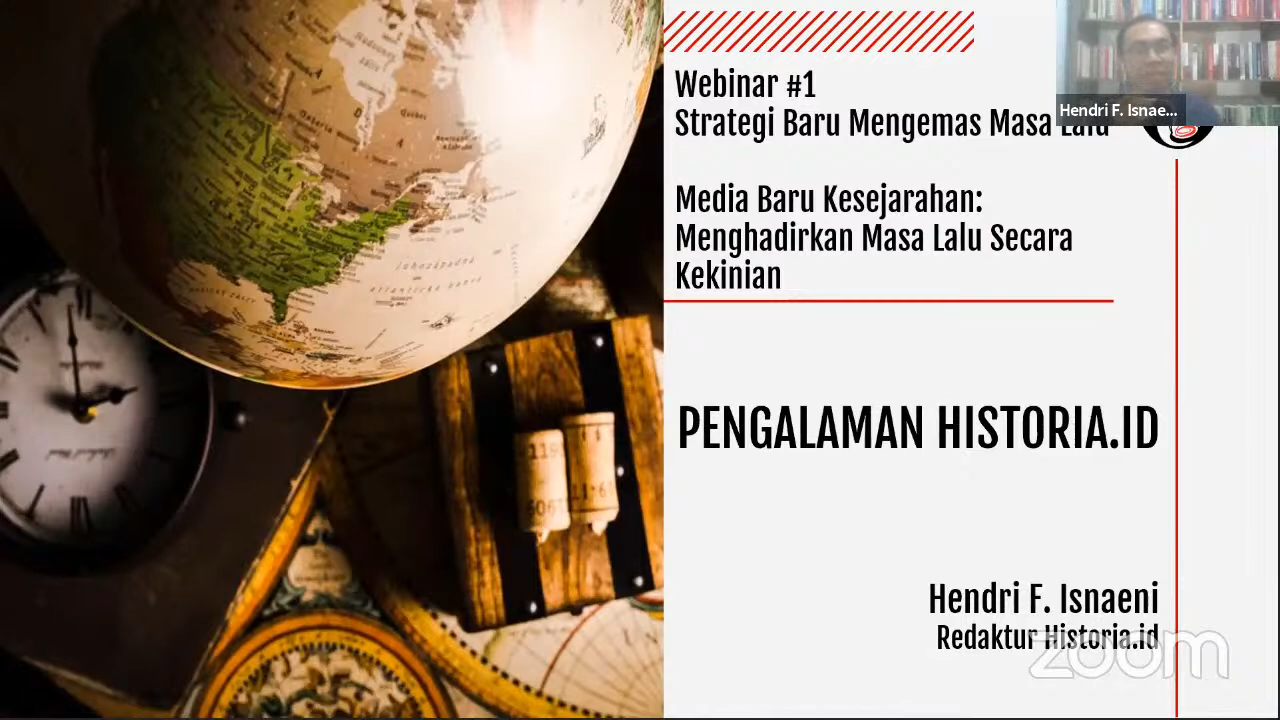 Webinar #1
Strategi Baru Mengemas Masa Lalu
Hendri F. Isnae...
Media Baru Kesejarahan:
Menghadirkan Masa Lalu Secara
Kekinian
PENGALAMAN HISTORIA.ID
Hendri F. Isnaeni
Redaktur Historia.id
zoom